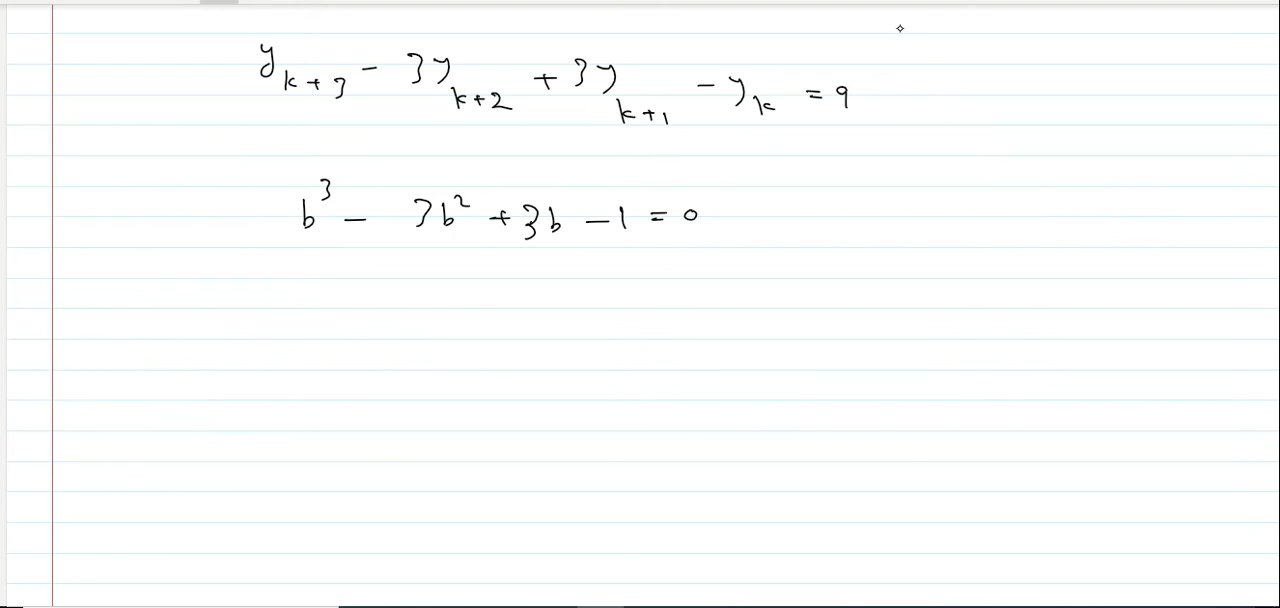 y_{k+3} - 3y_{k+2} + 3y_{k+1} - y_k = 9
b^3 - 3b^2 + 3b - 1 = 0